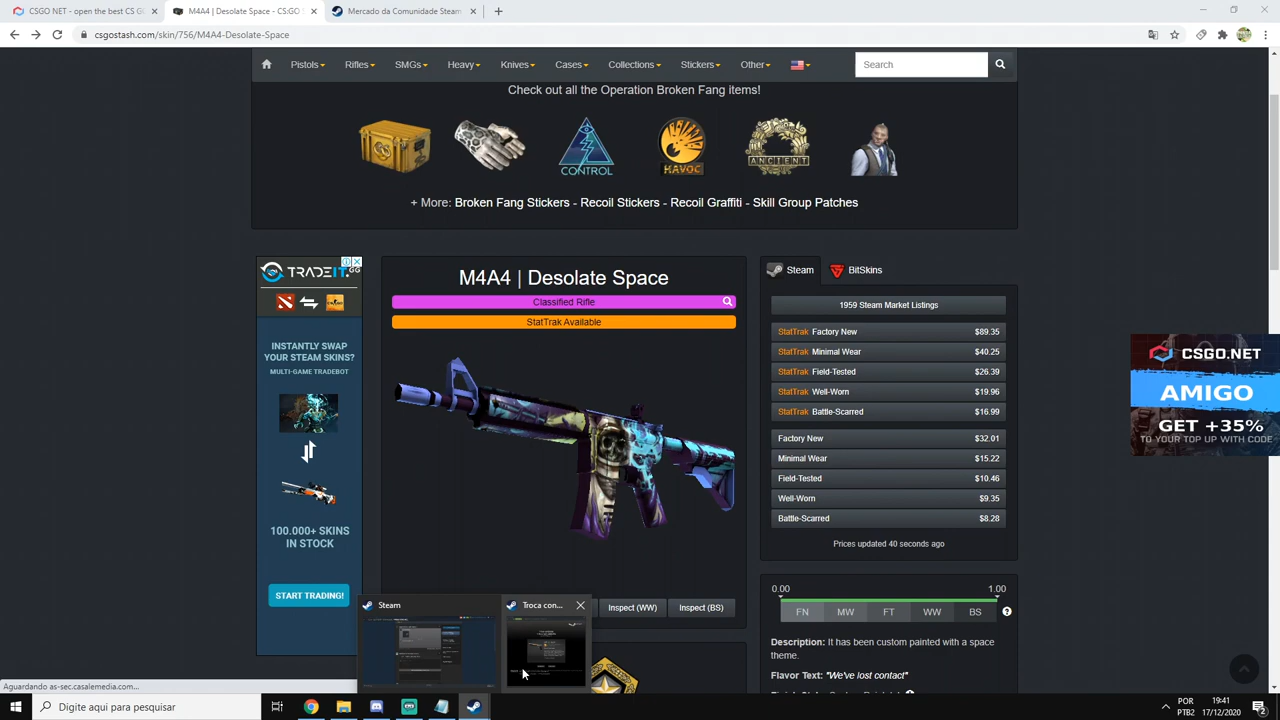 CSGO NET - open the best CS G
M4A4 | Desolate Space - CS:GO S
Mercado da Comunidade Steam
csgostash.com/skin/756/M4A4-Desolate-Space
Pistols
Rifles
SMGs
Heavy
Knives
Cases
Collections
Stickers
Other
Search
Check out all the Operation Broken Fang items!
CONTROL
HAVOC
ANCIENT
+ More: Broken Fang Stickers - Recoil Stickers - Recoil Graffiti - Skill Group Patches
TRADEIT.GG
INSTANTLY SWAP
YOUR STEAM SKINS?
MULTI-GAME TRADEBOT
100.000+ SKINS
IN STOCK
START TRADING!
M4A4 | Desolate Space
Classified Rifle
StatTrak Available
Inspect (WW)
Inspect (BS)
Steam
BitSkins
1959 Steam Market Listings
StatTrak Factory New $89.35
StatTrak Minimal Wear $40.25
StatTrak Field-Tested $26.39
StatTrak Well-Worn $19.96
StatTrak Battle-Scarred $16.99
Factory New $32.01
Minimal Wear $15.22
Field-Tested $10.46
Well-Worn $9.35
Battle-Scarred $8.28
Prices updated 40 seconds ago
0.00 1.00
FN MW FT WW BS
Description: It has been custom painted with a space
theme.
Flavor Text: "We've lost contact"
CSGO.NET
AMIGO
GET +35%
TO YOUR TOP UP WITH CODE
Steam
Troca con...
Aguardando as-sec.casalemedia.com...
Digite aqui para pesquisar
POR
PTB2
19:41
17/12/2020
2